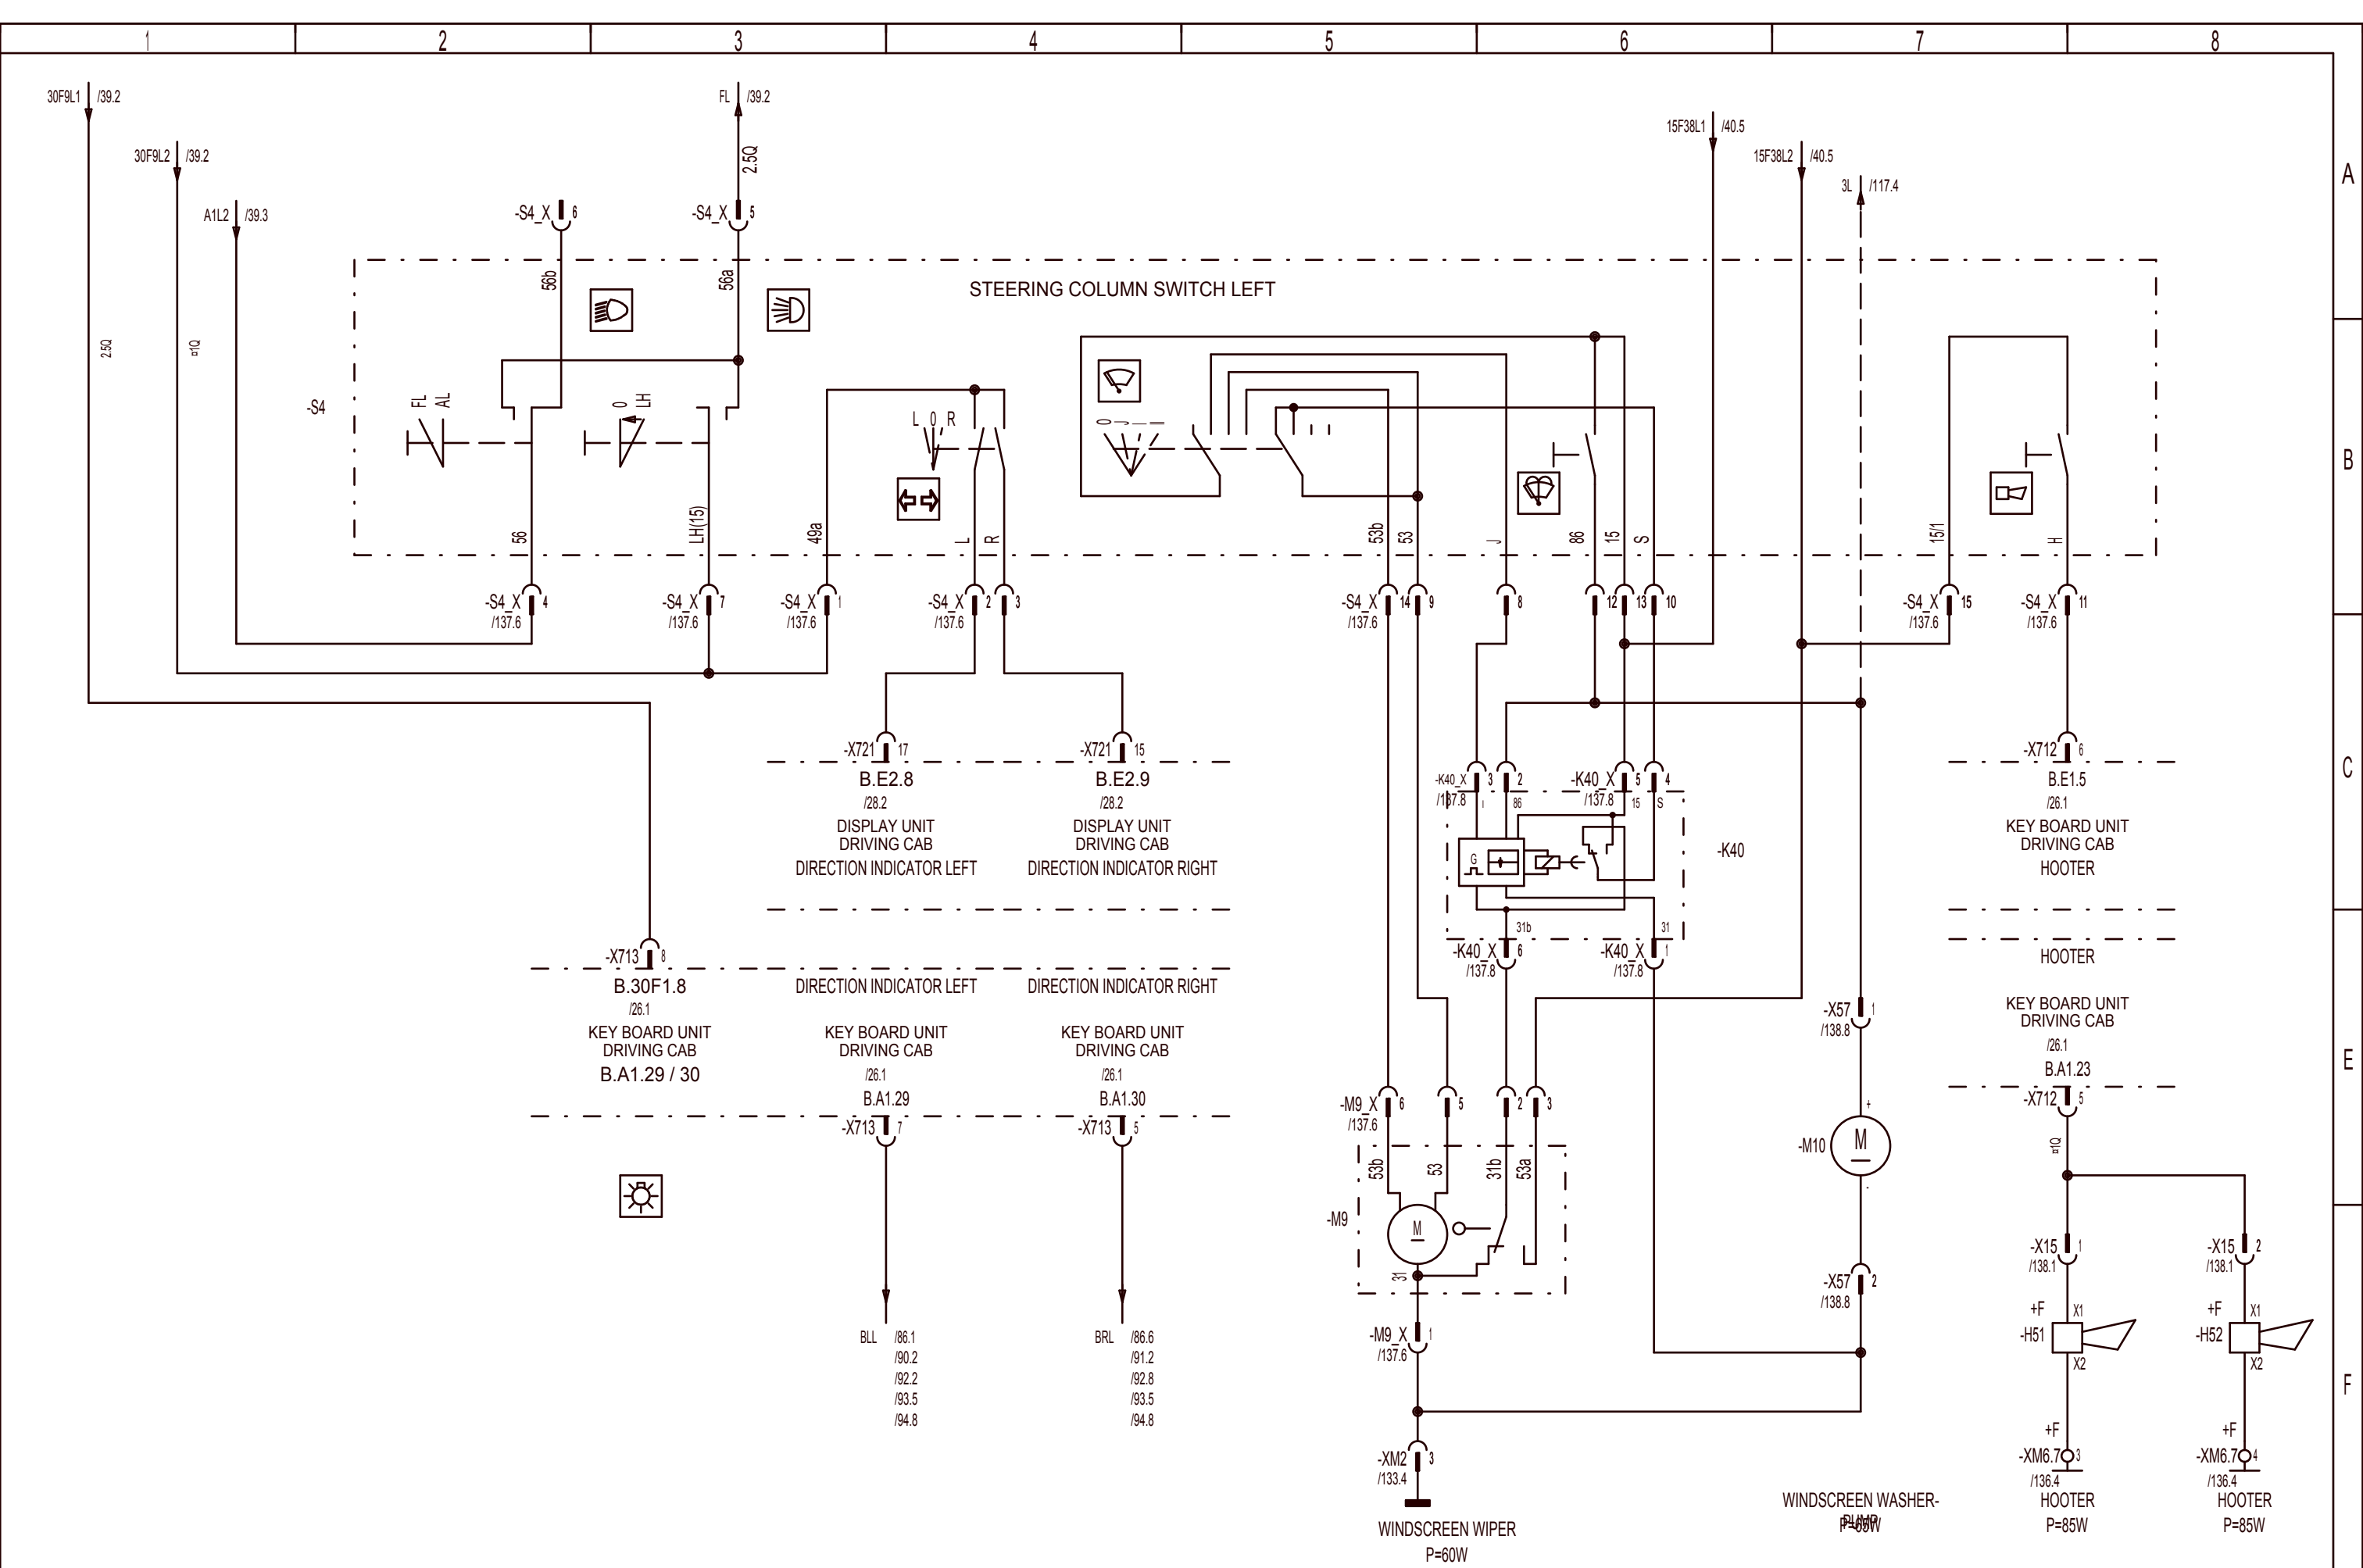 1 2 3 4 5 6 7 8
A
B
C
E
F
30F9L1 /39.2
30F9L2 /39.2
A1L2 /39.3
FL /39.2
2.5Q
15F38L1 /40.5
15F38L2 /40.5
3L /117.4
-S4_X 6
-S4_X 5
56b
56a
STEERING COLUMN SWITCH LEFT
2.5Q
¤1Q
-S4
FL
AL
0
LH
L 0 R
O J I II
56
LH(15)
49a
L
R
53b
53
J
86
15
S
15/1
H
-S4_X 4
/137.6
-S4_X 7
/137.6
-S4_X 1
/137.6
-S4_X 2 3
/137.6
-S4_X 14 9 8 12 13 10
/137.6
-S4_X 15
/137.6
-S4_X 11
/137.6
-X721 17
B.E2.8
/28.2
DISPLAY UNIT
DRIVING CAB
DIRECTION INDICATOR LEFT
-X721 15
B.E2.9
/28.2
DISPLAY UNIT
DRIVING CAB
DIRECTION INDICATOR RIGHT
-K40_X 3 2
/137.8
I 86
-K40_X 5 4
/137.8
15 S
-K40
G
31b
31
-K40_X 6
/137.8
-K40_X 1
/137.8
-X712 6
B.E1.5
/26.1
KEY BOARD UNIT
DRIVING CAB
HOOTER
HOOTER
KEY BOARD UNIT
DRIVING CAB
/26.1
B.A1.23
-X712 5
¤1Q
-X713 8
B.30F1.8
/26.1
KEY BOARD UNIT
DRIVING CAB
B.A1.29 / 30
DIRECTION INDICATOR LEFT
KEY BOARD UNIT
DRIVING CAB
/26.1
B.A1.29
-X713 7
DIRECTION INDICATOR RIGHT
KEY BOARD UNIT
DRIVING CAB
/26.1
B.A1.30
-X713 5
BLL /86.1
/90.2
/92.2
/93.5
/94.8
BRL /86.6
/91.2
/92.8
/93.5
/94.8
-M9_X 6 5 2 3
/137.6
53b
53
31b
53a
-M9
M
31
-M9_X 1
/137.6
-XM2 3
/133.4
WINDSCREEN WIPER
P=60W
-X57 1
/138.8
+
-M10
M
-
-X57 2
/138.8
WINDSCREEN WASHER-
PUMP
P=65W
-X15 1
/138.1
+F X1
-H51
X2
+F
-XM6.7 3
/136.4
HOOTER
P=85W
-X15 2
/138.1
+F X1
-H52
X2
+F
-XM6.7 4
/136.4
HOOTER
P=85W